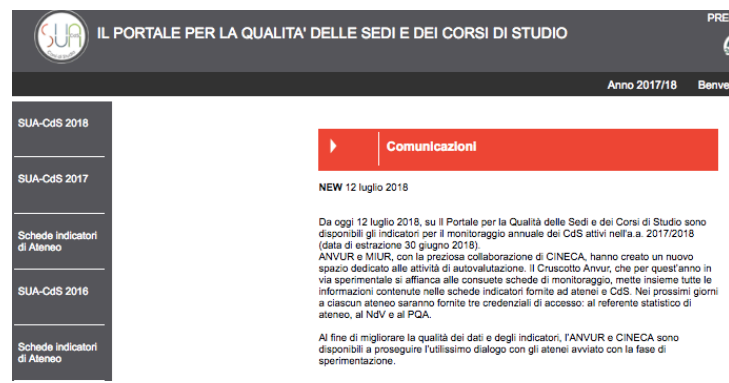 SUA
IL PORTALE PER LA QUALITA' DELLE SEDI E DEI CORSI DI STUDIO
PRE
Anno 2017/18 Benve
SUA-CdS 2018
SUA-CdS 2017
Schede indicatori
di Ateneo
SUA-CdS 2016
Schede indicatori
di Ateneo
Comunicazioni
NEW 12 luglio 2018
Da oggi 12 luglio 2018, su Il Portale per la Qualità delle Sedi e dei Corsi di Studio sono
disponibili gli indicatori per il monitoraggio annuale dei CdS attivi nell'a.a. 2017/2018
(data di estrazione 30 giugno 2018).
ANVUR e MIUR, con la preziosa collaborazione di CINECA, hanno creato un nuovo
spazio dedicato alle attività di autovalutazione. Il Cruscotto Anvur, che per quest'anno in
via sperimentale si affianca alle consuete schede di monitoraggio, mette insieme tutte le
informazioni contenute nelle schede indicatori fornite ad atenei e CdS. Nei prossimi giorni
a ciascun ateneo saranno fornite tre credenziali di accesso: al referente statistico di
ateneo, al NdV e al PQA.
Al fine di migliorare la qualità dei dati e degli indicatori, l'ANVUR e CINECA sono
disponibili a proseguire l'utilissimo dialogo con gli atenei avviato con la fase di
sperimentazione.